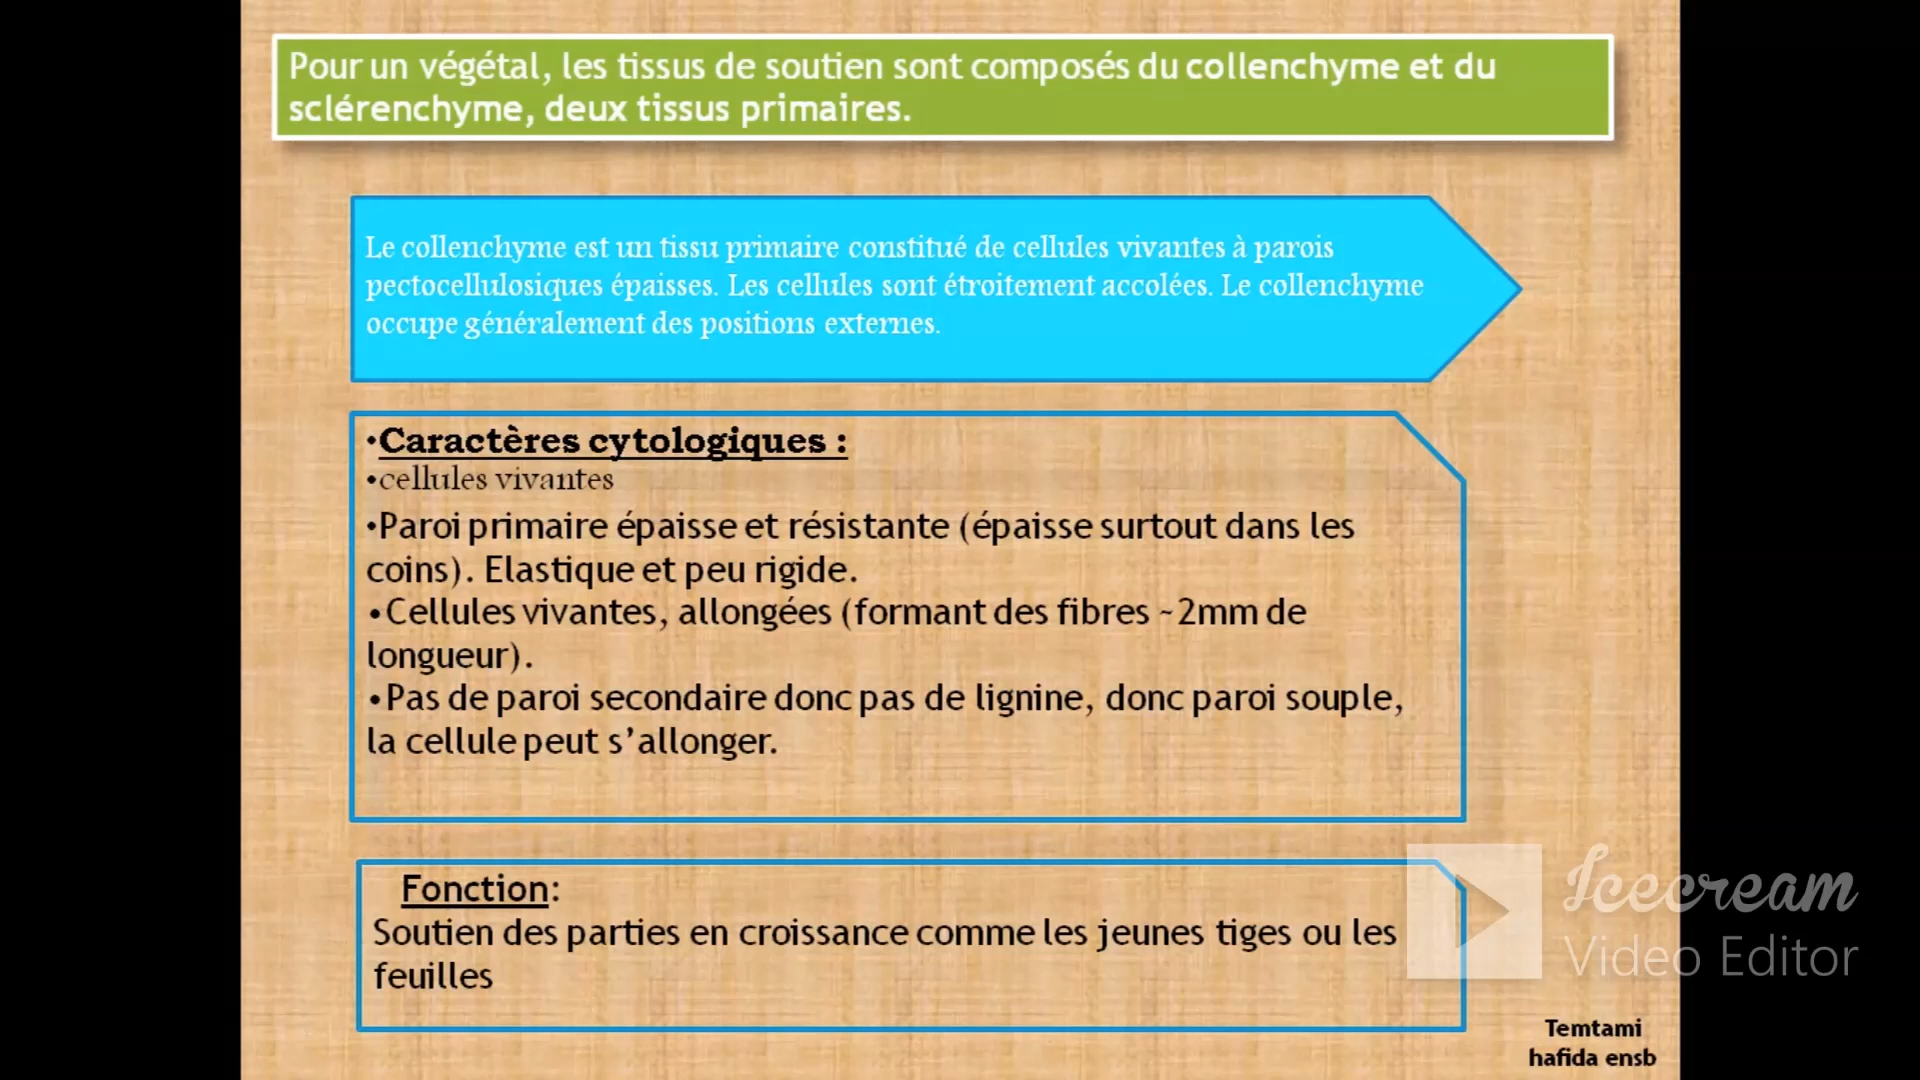 Pour un végétal, les tissus de soutien sont composés du collenchyme et du
sclérenchyme, deux tissus primaires.
Le collenchyme est un tissu primaire constitué de cellules vivantes à parois
pectocellulosiques épaisses. Les cellules sont étroitement accolées. Le collenchyme
occupe généralement des positions externes.
•Caractères cytologiques :
•cellules vivantes
•Paroi primaire épaisse et résistante (épaisse surtout dans les
coins). Elastique et peu rigide.
•Cellules vivantes, allongées (formant des fibres ~2mm de
longueur).
•Pas de paroi secondaire donc pas de lignine, donc paroi souple,
la cellule peut s’allonger.
Fonction:
Soutien des parties en croissance comme les jeunes tiges ou les
feuilles
Icecream
Video Editor
Temtami
hafida ensb